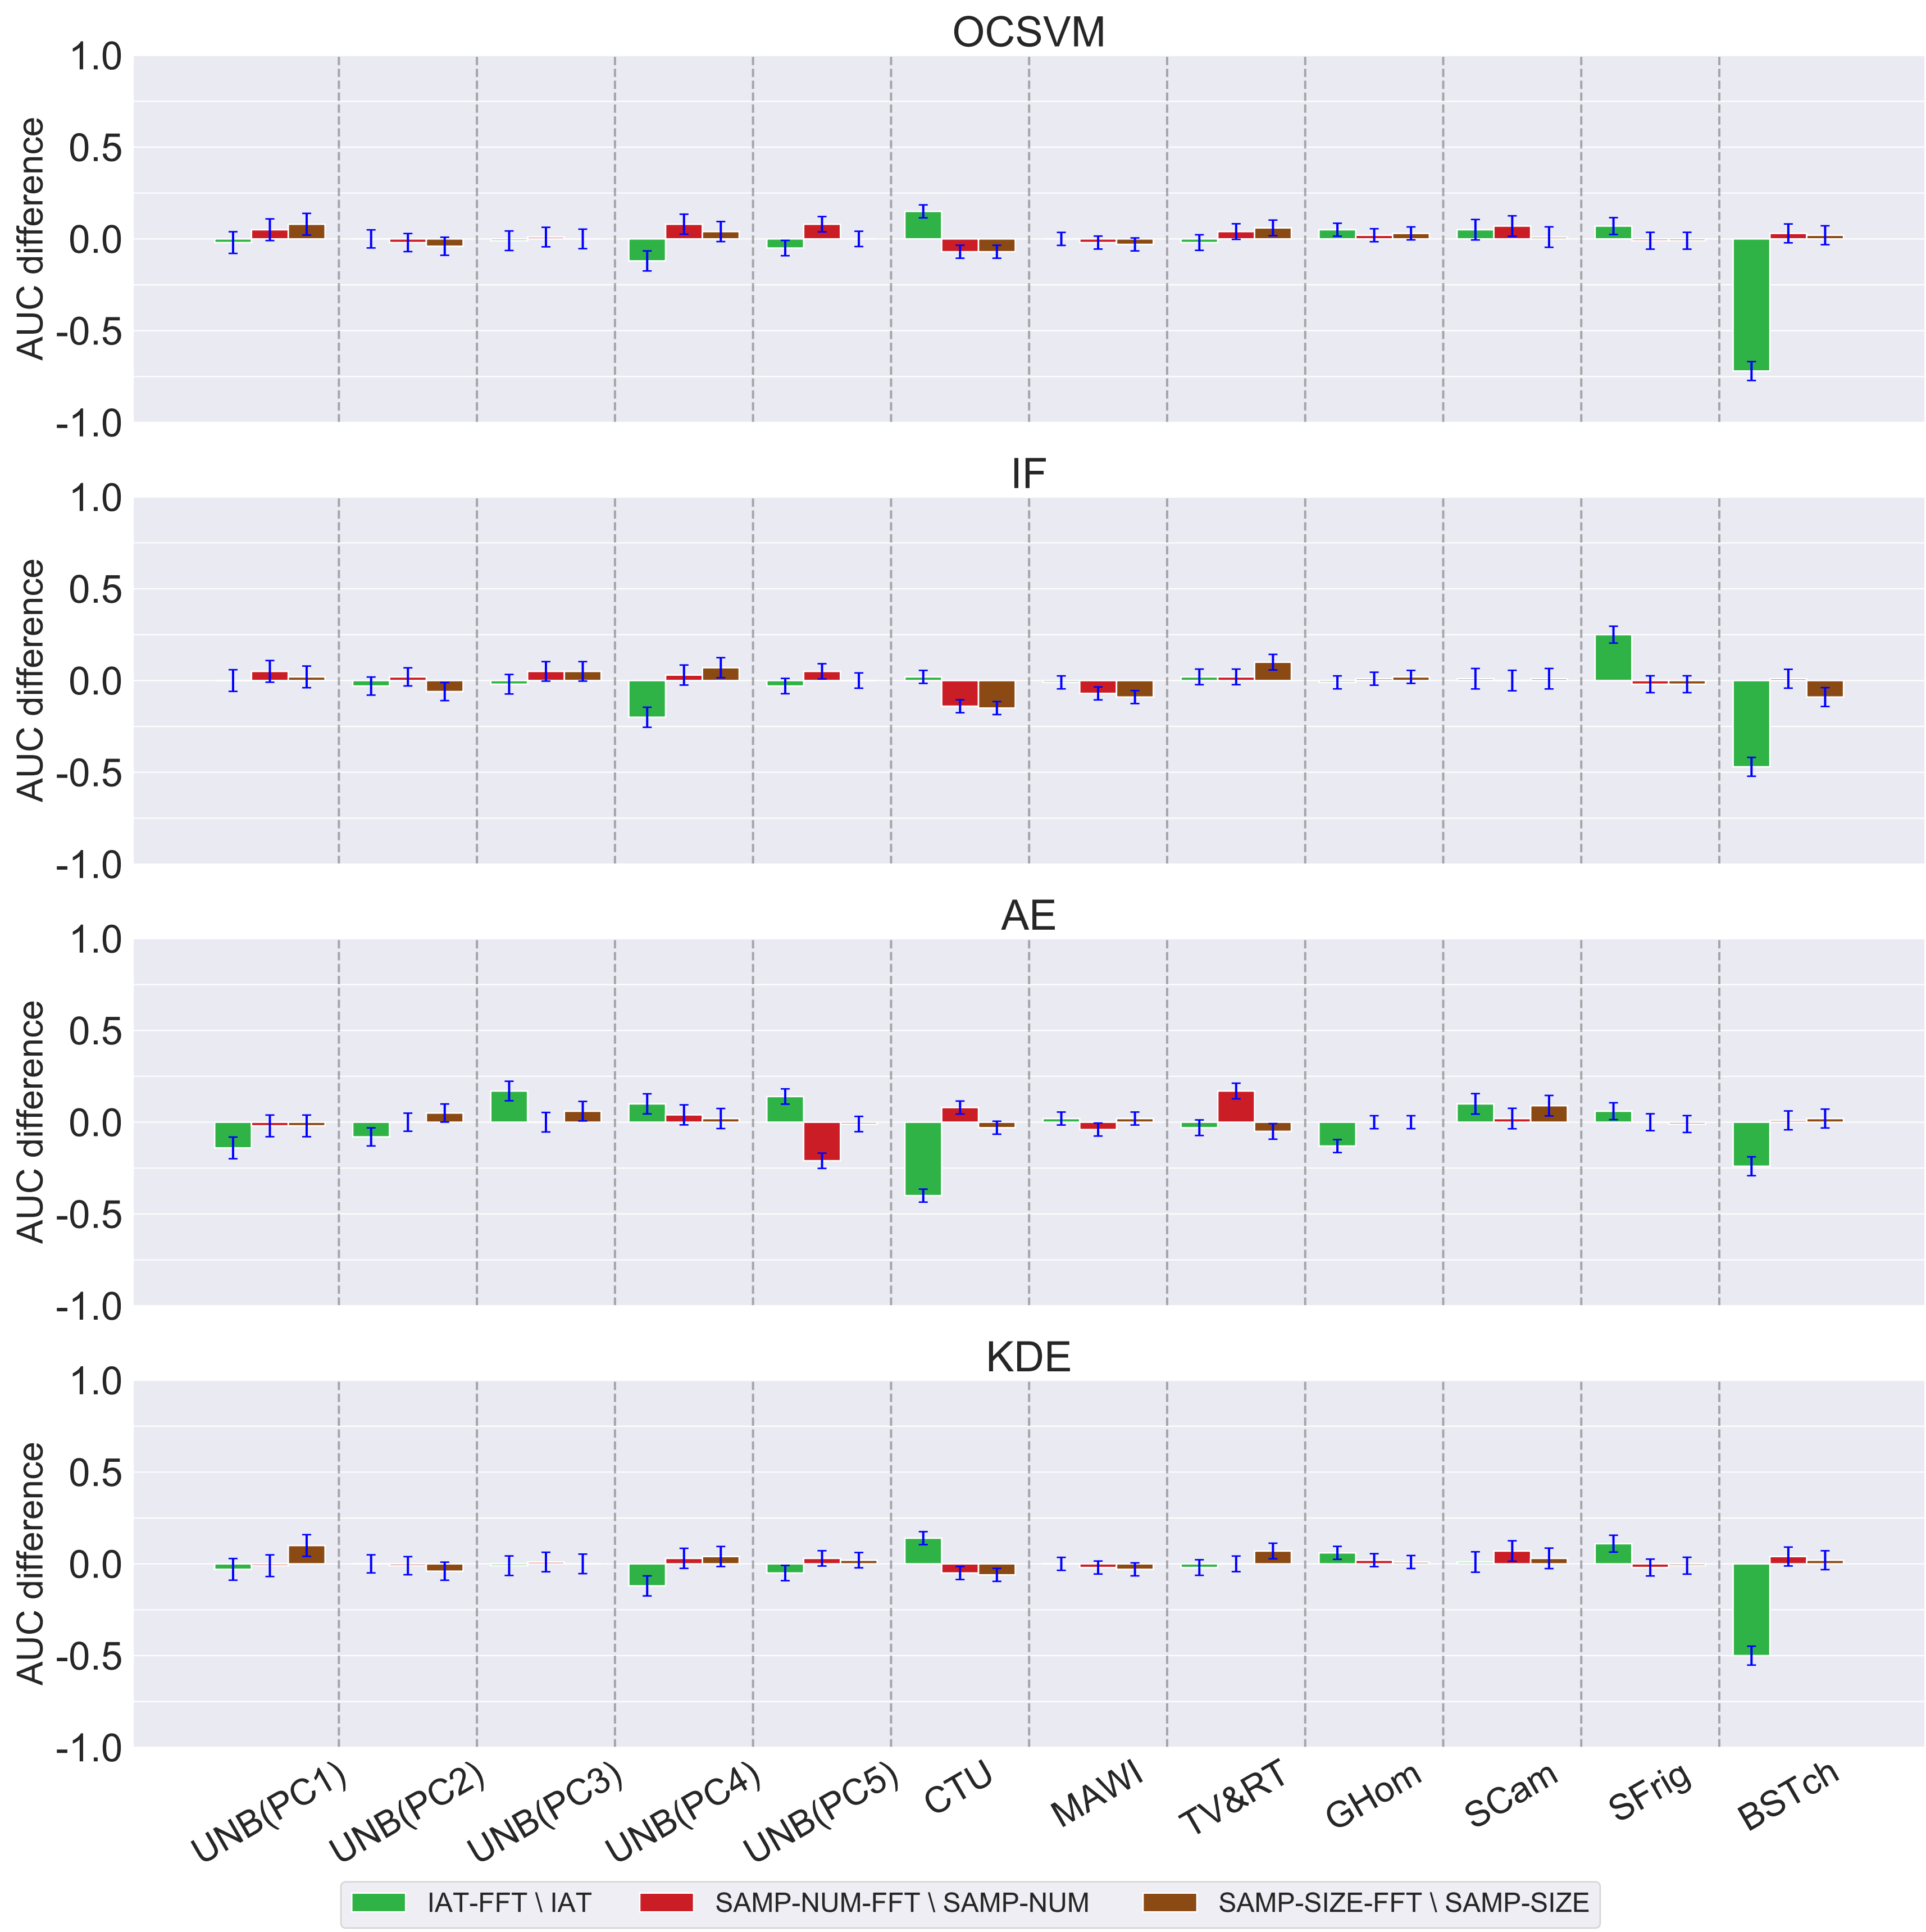 OCSVM
1.0
0.5
0.0
-0.5
-1.0
AUC difference
IF
1.0
0.5
0.0
-0.5
-1.0
AUC difference
AE
1.0
0.5
0.0
-0.5
-1.0
AUC difference
KDE
1.0
0.5
0.0
-0.5
-1.0
AUC difference
UNB(PC1) UNB(PC2) UNB(PC3) UNB(PC4) UNB(PC5) CTU MAWI TV&RT GHom SCam SFrig BSTch
IAT-FFT \ IAT SAMP-NUM-FFT \ SAMP-NUM SAMP-SIZE-FFT \ SAMP-SIZE